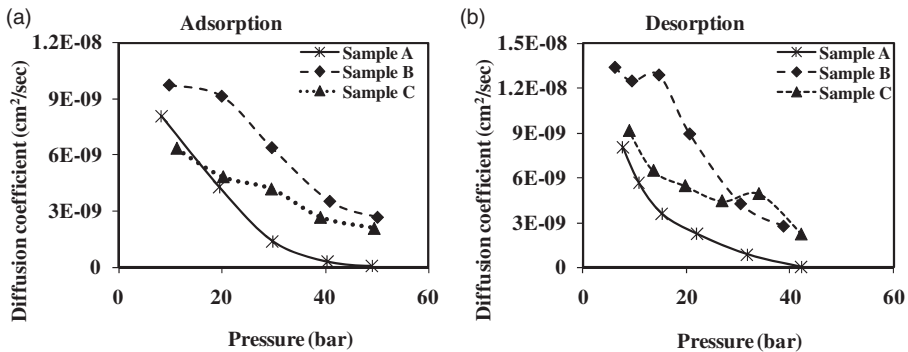 (a)
Adsorption
Diffusion coefficient (cm²/sec)
1.2E-08
9E-09
6E-09
3E-09
0
Sample A
Sample B
Sample C
0 20 40 60
Pressure (bar)
(b)
Desorption
Diffusion coefficient (cm²/sec)
1.5E-08
1.2E-08
9E-09
6E-09
3E-09
0
Sample A
Sample B
Sample C
0 20 40 60
Pressure (bar)